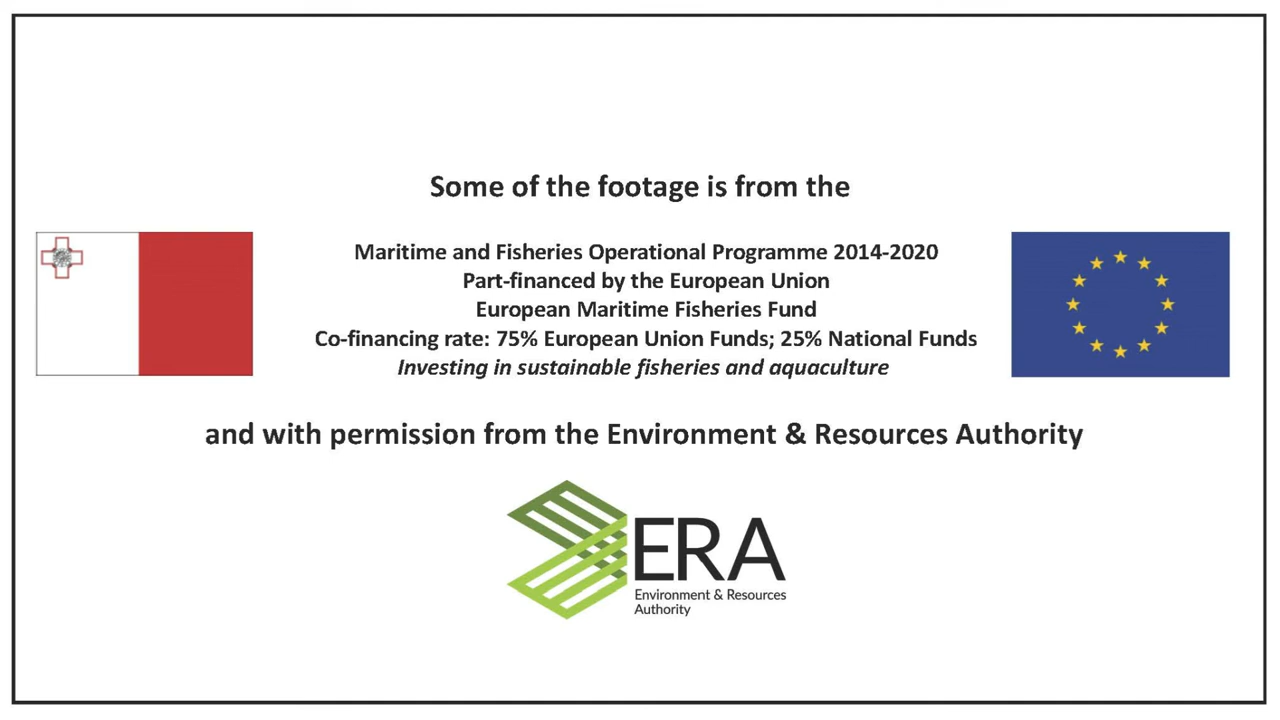 Some of the footage is from the
Maritime and Fisheries Operational Programme 2014-2020
Part-financed by the European Union
European Maritime Fisheries Fund
Co-financing rate: 75% European Union Funds; 25% National Funds
Investing in sustainable fisheries and aquaculture
and with permission from the Environment & Resources Authority
ERA
Environment & Resources
Authority